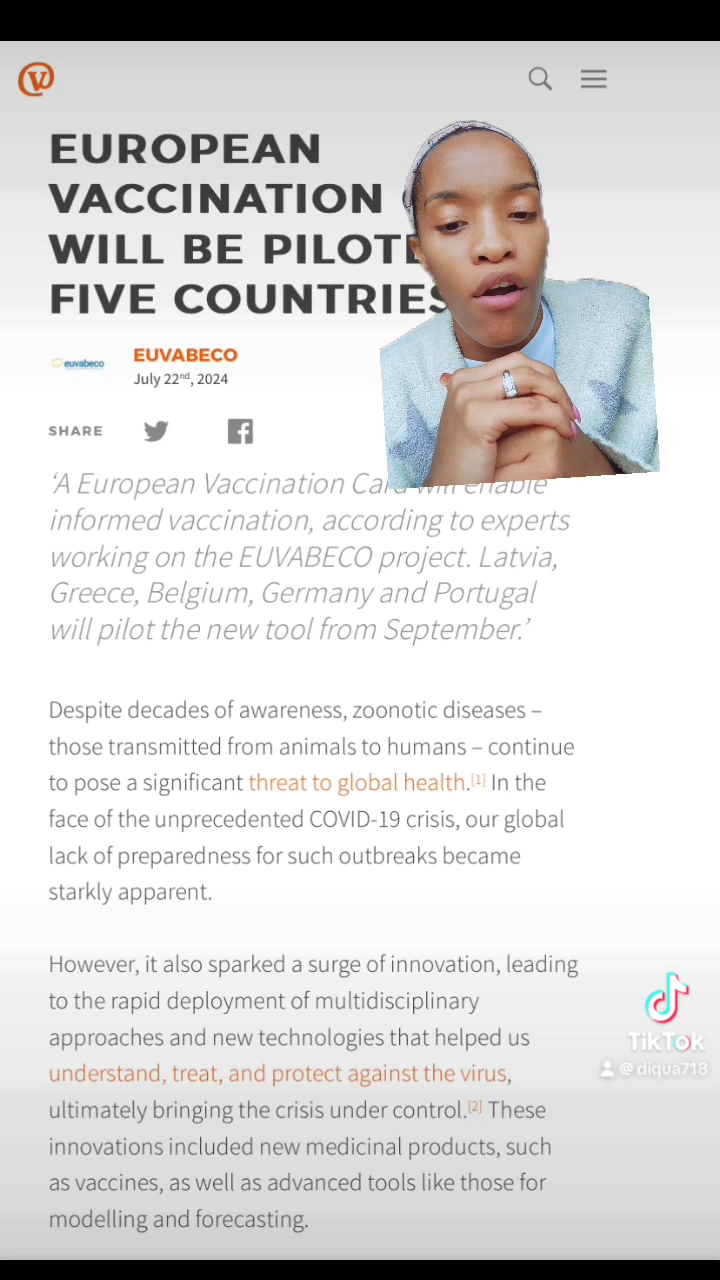 EUROPEAN
VACCINATION
WILL BE PILOTE
FIVE COUNTRIES
euvabeco
EUVABECO
July 22nd, 2024
SHARE
‘A European Vaccination Card will enable
informed vaccination, according to experts
working on the EUVABECO project. Latvia,
Greece, Belgium, Germany and Portugal
will pilot the new tool from September.’
Despite decades of awareness, zoonotic diseases –
those transmitted from animals to humans – continue
to pose a significant threat to global health.[1] In the
face of the unprecedented COVID-19 crisis, our global
lack of preparedness for such outbreaks became
starkly apparent.
However, it also sparked a surge of innovation, leading
to the rapid deployment of multidisciplinary
approaches and new technologies that helped us
understand, treat, and protect against the virus,
ultimately bringing the crisis under control.[2] These
innovations included new medicinal products, such
as vaccines, as well as advanced tools like those for
modelling and forecasting.
TikTok
@diqua718